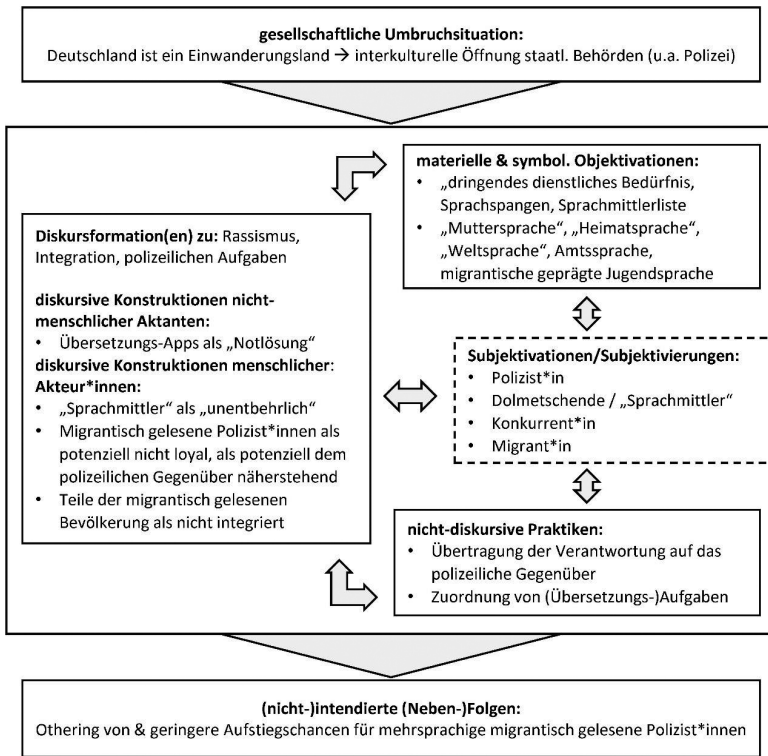 gesellschaftliche Umbruchsituation:
Deutschland ist ein Einwanderungsland → interkulturelle Öffnung staatl. Behörden (u.a. Polizei)
Diskursformation(en) zu: Rassismus,
Integration, polizeilichen Aufgaben
diskursive Konstruktionen nicht-
menschlicher Aktanten:
• Übersetzungs-Apps als „Notlösung“
diskursive Konstruktionen menschlicher:
Akteur*innen:
• „Sprachmittler“ als „unentbehrlich“
• Migrantisch gelesene Polizist*innen als
potenziell nicht loyal, als potenziell dem
polizeilichen Gegenüber näherstehend
• Teile der migrantisch gelesenen
Bevölkerung als nicht integriert
materielle & symbol. Objektivationen:
• „dringendes dienstliches Bedürfnis,
Sprachspangen, Sprachmittlerliste
• „Muttersprache“, „Heimatsprache“,
„Weltsprache“, Amtssprache,
migrantische geprägte Jugendsprache
Subjektivationen/Subjektivierungen:
• Polizist*in
• Dolmetschende / „Sprachmittler“
• Konkurrent*in
• Migrant*in
nicht-diskursive Praktiken:
• Übertragung der Verantwortung auf das
polizeiliche Gegenüber
• Zuordnung von (Übersetzungs-)Aufgaben
(nicht-)intendierte (Neben-)Folgen:
Othering von & geringere Aufstiegschancen für mehrsprachige migrantisch gelesene Polizist*innen